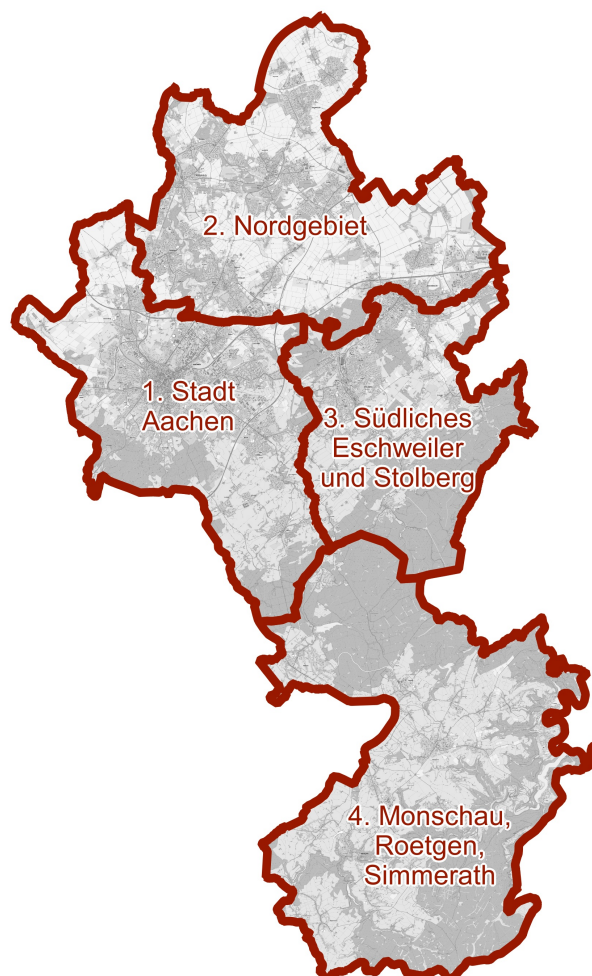 2. Nordgebiet
1. Stadt
Aachen
3. Südliches
Eschweiler
und Stolberg
4. Monschau,
Roetgen,
Simmerath